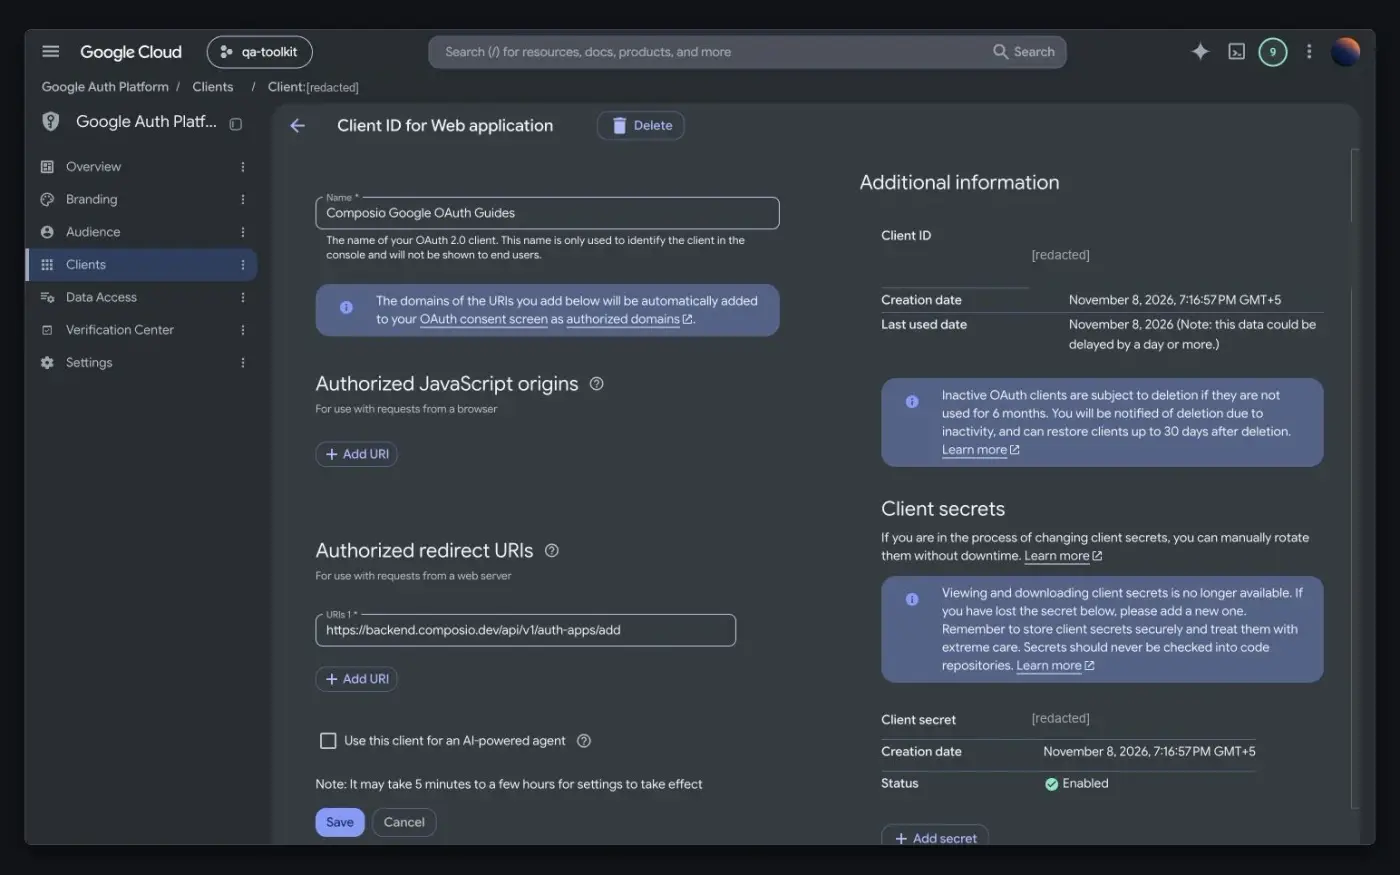 Google Cloud
qa-toolkit
Search (/) for resources, docs, products, and more
Search
9
Google Auth Platform / Clients / Client:[redacted]
Google Auth Platf...
Overview
Branding
Audience
Clients
Data Access
Verification Center
Settings
Client ID for Web application
Delete
Name *
Composio Google OAuth Guides
The name of your OAuth 2.0 client. This name is only used to identify the client in the
console and will not be shown to end users.
The domains of the URIs you add below will be automatically added
to your OAuth consent screen as authorized domains.
Authorized JavaScript origins
For use with requests from a browser
+ Add URI
Authorized redirect URIs
For use with requests from a web server
URIs 1 *
https://backend.composio.dev/api/v1/auth-apps/add
+ Add URI
Use this client for an AI-powered agent
Note: It may take 5 minutes to a few hours for settings to take effect
Save
Cancel
Additional information
Client ID
[redacted]
Creation date
November 8, 2026, 7:16:57 PM GMT+5
Last used date
November 8, 2026 (Note: this data could be
delayed by a day or more.)
Inactive OAuth clients are subject to deletion if they are not
used for 6 months. You will be notified of deletion due to
inactivity, and can restore clients up to 30 days after deletion.
Learn more
Client secrets
If you are in the process of changing client secrets, you can manually rotate
them without downtime. Learn more
Viewing and downloading client secrets is no longer available. If
you have lost the secret below, please add a new one.
Remember to store client secrets securely and treat them with
extreme care. Secrets should never be checked into code
repositories. Learn more
Client secret
[redacted]
Creation date
November 8, 2026, 7:16:57 PM GMT+5
Status
Enabled
+ Add secret